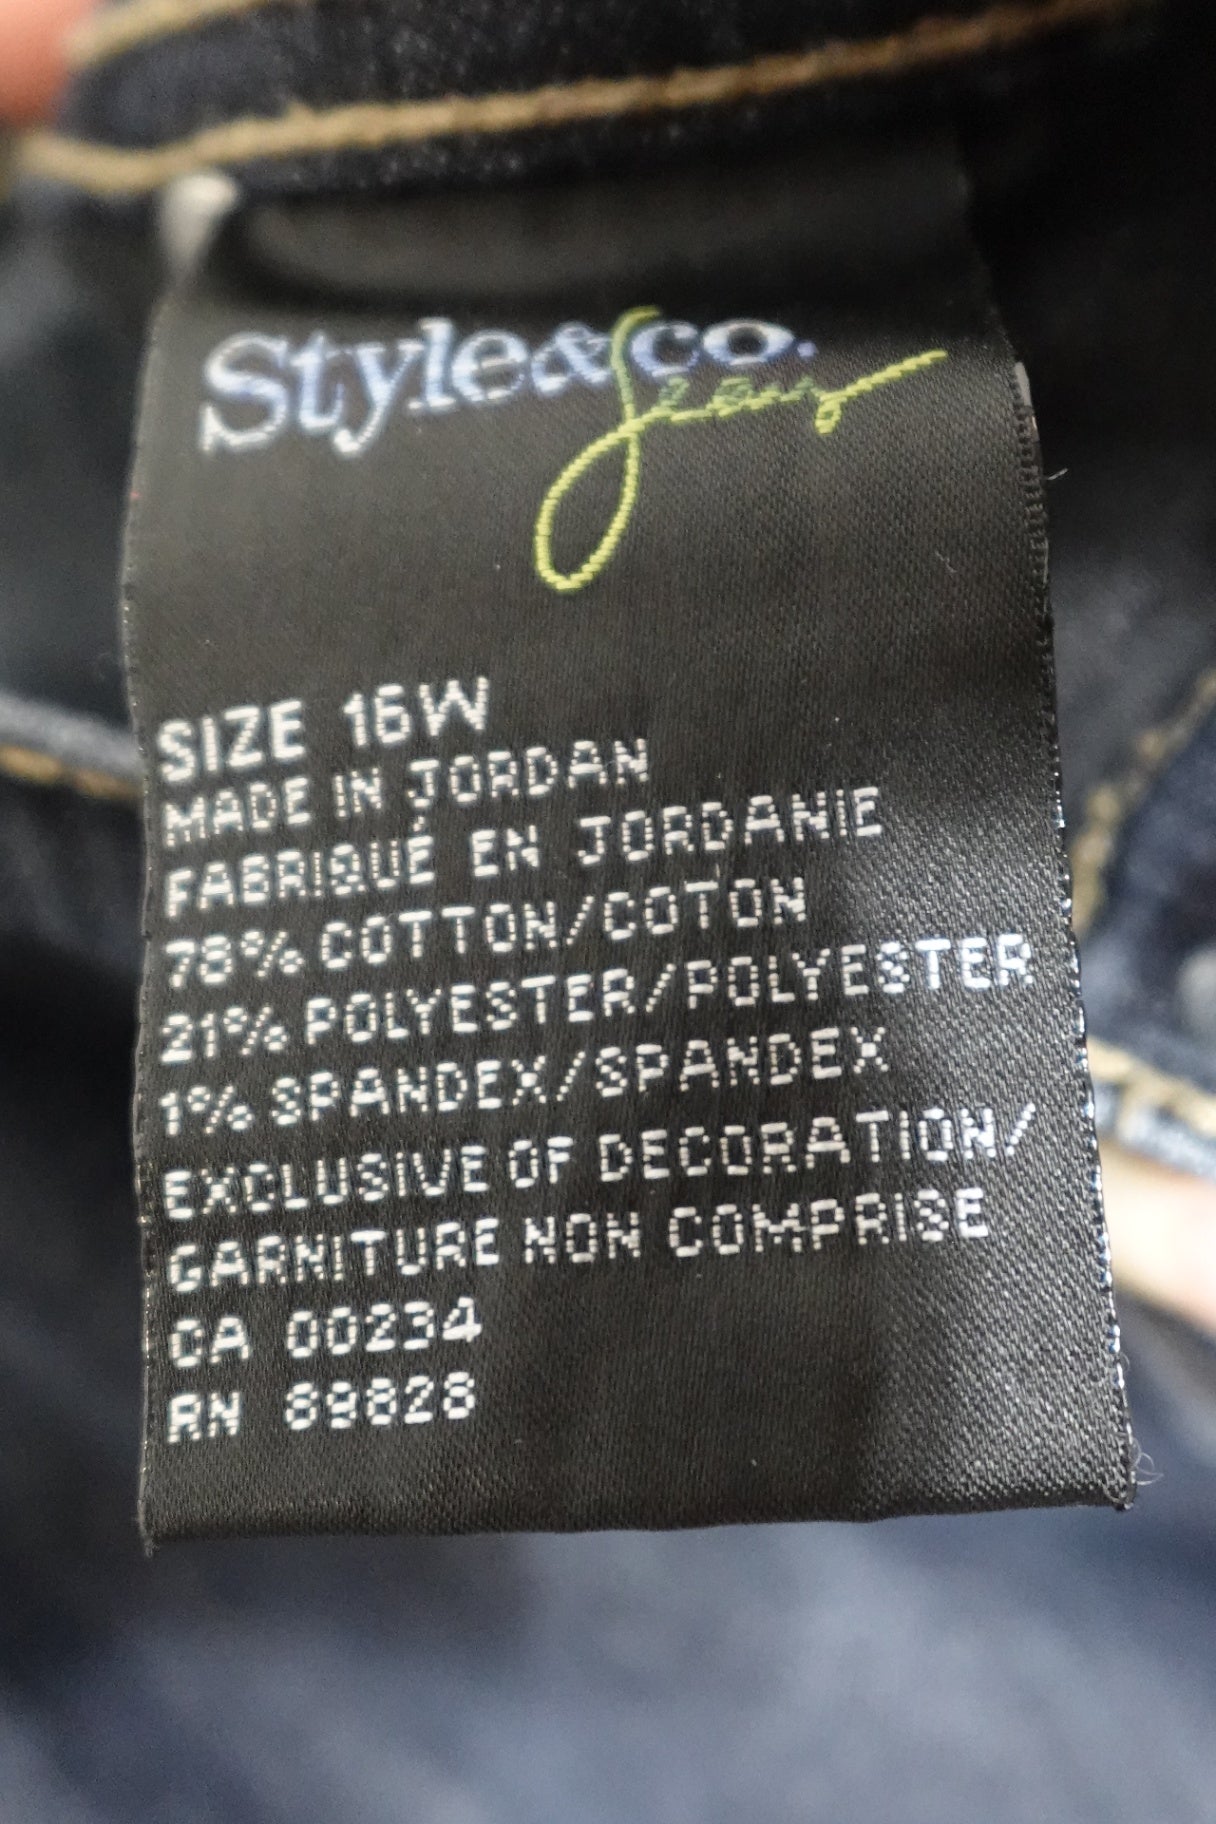 Style&co.
Jeans
SIZE 16W
MADE IN JORDAN
FABRIQUÉ EN JORDANIE
78% COTTON/COTON
21% POLYESTER/POLYESTER
1% SPANDEX/SPANDEX
EXCLUSIVE OF DECORATION/
GARNITURE NON COMPRISE
CA 00234
RN 89828